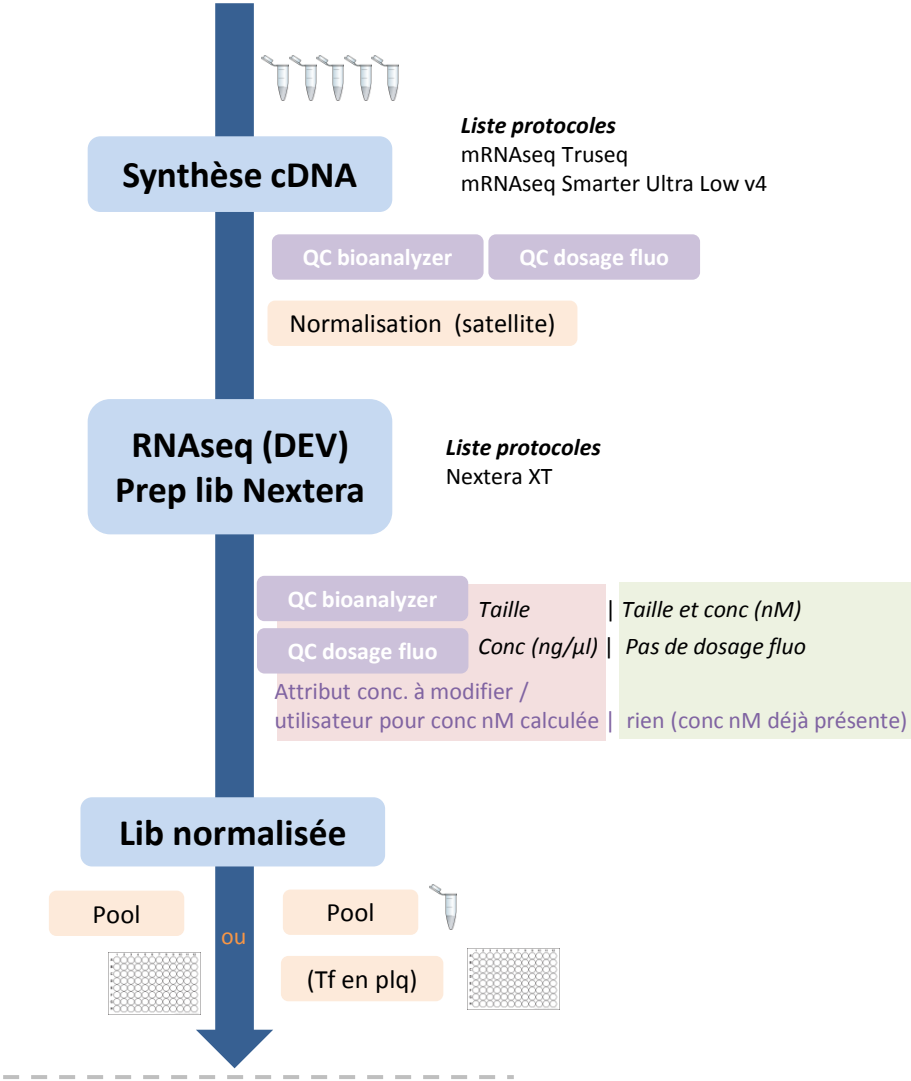 Liste protocoles
mRNAseq Truseq
mRNAseq Smarter Ultra Low v4
Synthèse cDNA
QC bioanalyzer
QC dosage fluo
Normalisation (satellite)
RNAseq (DEV)
Prep lib Nextera
Liste protocoles
Nextera XT
QC bioanalyzer
Taille | Taille et conc (nM)
QC dosage fluo
Conc (ng/µl) | Pas de dosage fluo
Attribut conc. à modifier /
utilisateur pour conc nM calculée | rien (conc nM déjà présente)
Lib normalisée
Pool
ou
Pool
(Tf en plq)